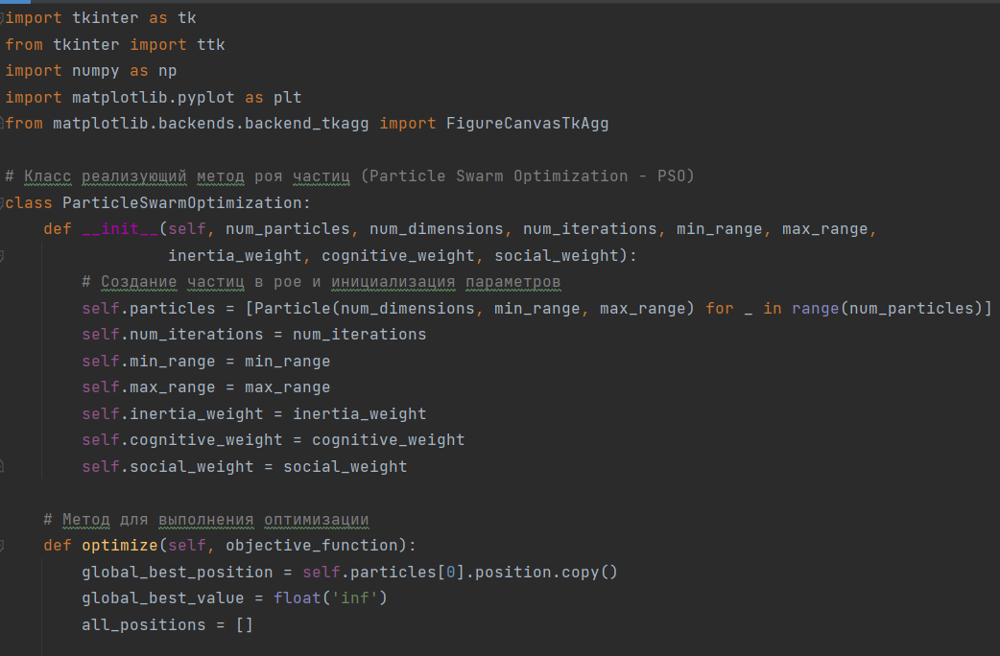 import tkinter as tk
from tkinter import ttk
import numpy as np
import matplotlib.pyplot as plt
from matplotlib.backends.backend_tkagg import FigureCanvasTkAgg

# Класс реализующий метод роя частиц (Particle Swarm Optimization - PSO)
class ParticleSwarmOptimization:
    def __init__(self, num_particles, num_dimensions, num_iterations, min_range, max_range,
                 inertia_weight, cognitive_weight, social_weight):
        # Создание частиц в рое и инициализация параметров
        self.particles = [Particle(num_dimensions, min_range, max_range) for _ in range(num_particles)]
        self.num_iterations = num_iterations
        self.min_range = min_range
        self.max_range = max_range
        self.inertia_weight = inertia_weight
        self.cognitive_weight = cognitive_weight
        self.social_weight = social_weight

    # Метод для выполнения оптимизации
    def optimize(self, objective_function):
        global_best_position = self.particles[0].position.copy()
        global_best_value = float('inf')
        all_positions = []